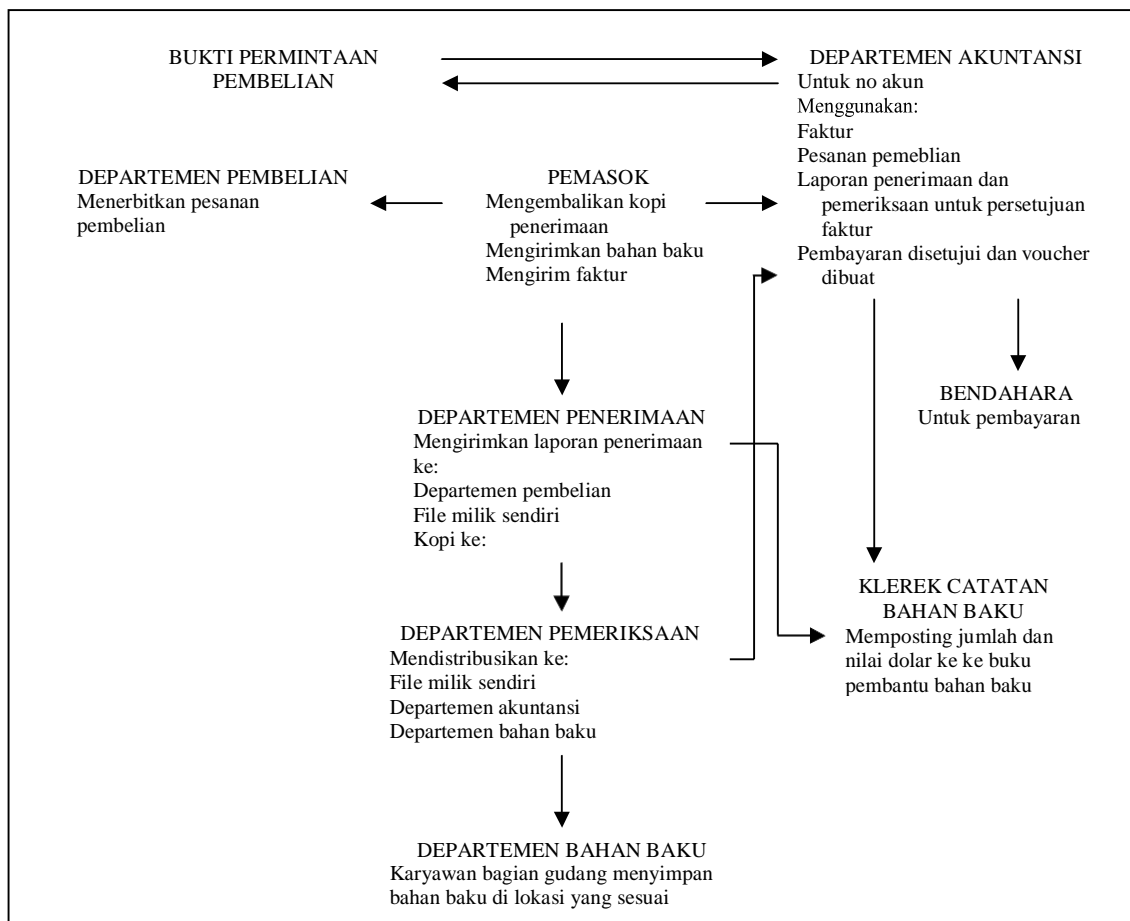 BUKTI PERMINTAAN
PEMBELIAN
DEPARTEMEN AKUNTANSI
Untuk no akun
Menggunakan:
Faktur
Pesanan pemeblian
Laporan penerimaan dan
pemeriksaan untuk persetujuan
faktur
Pembayaran disetujui dan voucher
dibuat
DEPARTEMEN PEMBELIAN
Menerbitkan pesanan
pembelian
PEMASOK
Mengembalikan kopi
penerimaan
Mengirimkan bahan baku
Mengirim faktur
BENDAHARA
Untuk pembayaran
DEPARTEMEN PENERIMAAN
Mengirimkan laporan penerimaan
ke:
Departemen pembelian
File milik sendiri
Kopi ke:
KLEREK CATATAN
BAHAN BAKU
Memposting jumlah dan
nilai dolar ke ke buku
pembantu bahan baku
DEPARTEMEN PEMERIKSAAN
Mendistribusikan ke:
File milik sendiri
Departemen akuntansi
Departemen bahan baku
DEPARTEMEN BAHAN BAKU
Karyawan bagian gudang menyimpan
bahan baku di lokasi yang sesuai